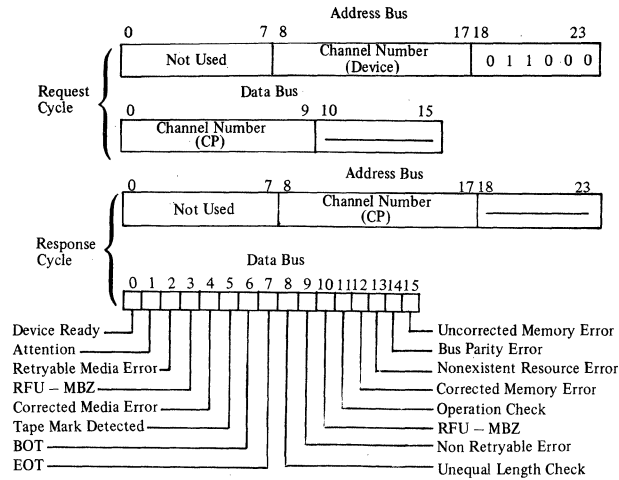 Address Bus
0 7 8 17 18 23
Request Cycle
Not Used
Channel Number (Device)
0 1 1 0 0 0
Data Bus
0 9 10 15
Channel Number (CP)
Address Bus
0 7 8 17 18 23
Response Cycle
Not Used
Channel Number (CP)
Data Bus
0 1 2 3 4 5 6 7 8 9 10 11 12 13 14 15
Device Ready
Attention
Retryable Media Error
RFU – MBZ
Corrected Media Error
Tape Mark Detected
BOT
EOT
Uncorrected Memory Error
Bus Parity Error
Nonexistent Resource Error
Corrected Memory Error
Operation Check
RFU – MBZ
Non Retryable Error
Unequal Length Check